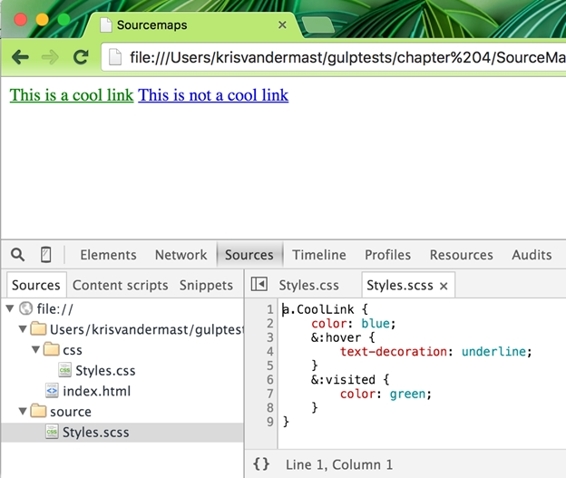 Sourcemaps
file:///Users/krisvandermast/gulptests/chapter%204/SourceMa
This is a cool link This is not a cool link
Elements Network Sources Timeline Profiles Resources Audits
Sources Content scripts Snippets
Styles.css Styles.scss ×
file://
Users/krisvandermast/gulptest
css
Styles.css
index.html
source
Styles.scss
1 a.CoolLink {
2     color: blue;
3     &:hover {
4         text-decoration: underline;
5     }
6     &:visited {
7         color: green;
8     }
9 }
{} Line 1, Column 1